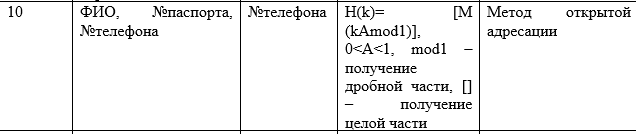 10 ФИО, №паспорта, №телефона H(k)= [M Метод открытой
№телефона (kAmod1)], адресации
0<A<1, mod1 –
получение
дробной части, []
– получение
целой части